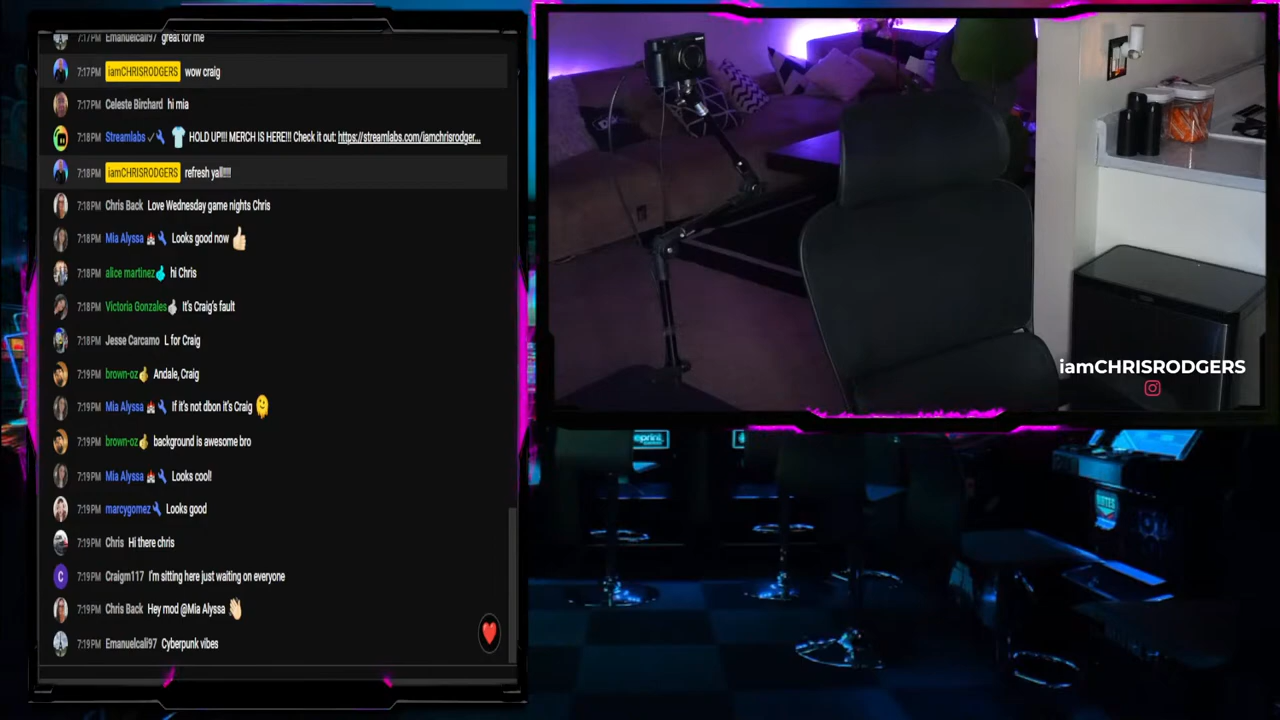 7:17PM Emanuelcali97 great for me
7:17PM iamCHRISRODGERS wow craig
7:17PM Celeste Birchard hi mia
7:18PM Streamlabs HOLD UP!!! MERCH IS HERE!!! Check it out: https://streamlabs.com/iamchrisrodger...
7:18PM iamCHRISRODGERS refresh yall!!!!
7:18PM Chris Back Love Wednesday game nights Chris
7:18PM Mia Alyssa Looks good now 👍🏻
7:18PM alice martinez hi Chris
7:18PM Victoria Gonzales It's Craig's fault
7:18PM Jesse Carcamo L for Craig
7:19PM brown-oz Andale, Craig
7:19PM Mia Alyssa If it's not dbon it's Craig 🫠
7:19PM brown-oz background is awesome bro
7:19PM Mia Alyssa Looks cool!
7:19PM marcygomez Looks good
7:19PM Chris Hi there chris
C 7:19PM Craigm117 I'm sitting here just waiting on everyone
7:19PM Chris Back Hey mod @Mia Alyssa 👋🏻
7:19PM Emanuelcali97 Cyberpunk vibes
iamCHRISRODGERS